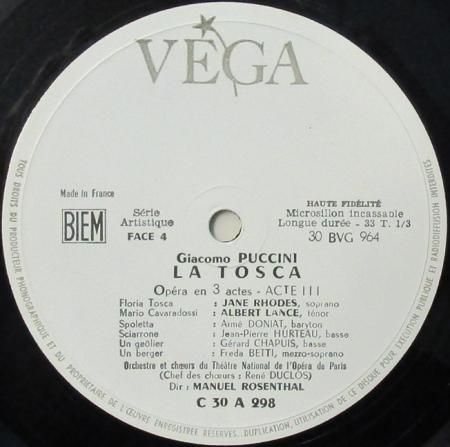 VEGA
Made in France
BIEM
Série
Artistique
FACE 4
HAUTE FIDÉLITÉ
Microsillon incassable
Longue durée - 33 T. 1/3
30 BVG 964
Giacomo PUCCINI
LA TOSCA
Opéra en 3 actes - ACTE III
Floria Tosca : JANE RHODES, soprano
Mario Cavaradossi : ALBERT LANCE, ténor
Spoletta : Aimé DONIAT, baryton
Sciarrone : Jean-Pierre HURTEAU, basse
Un geôlier : Gérard CHAPUIS, basse
Un berger : Freda BETTI, mezzo-soprano
Orchestre et chœurs du Théâtre National de l'Opéra de Paris
(Chef des chœurs : René DUCLOS)
Dir : MANUEL ROSENTHAL
C 30 A 298
TOUS DROITS DU PRODUCTEUR PHONOGRAPHIQUE ET DU PROPRIETAIRE DE L'ŒUVRE ENREGISTREE RESERVES. DUPLICATION, UTILISATION DE CE DISQUE POUR EXECUTION PUBLIQUE ET RADIODIFFUSION INTERDITES